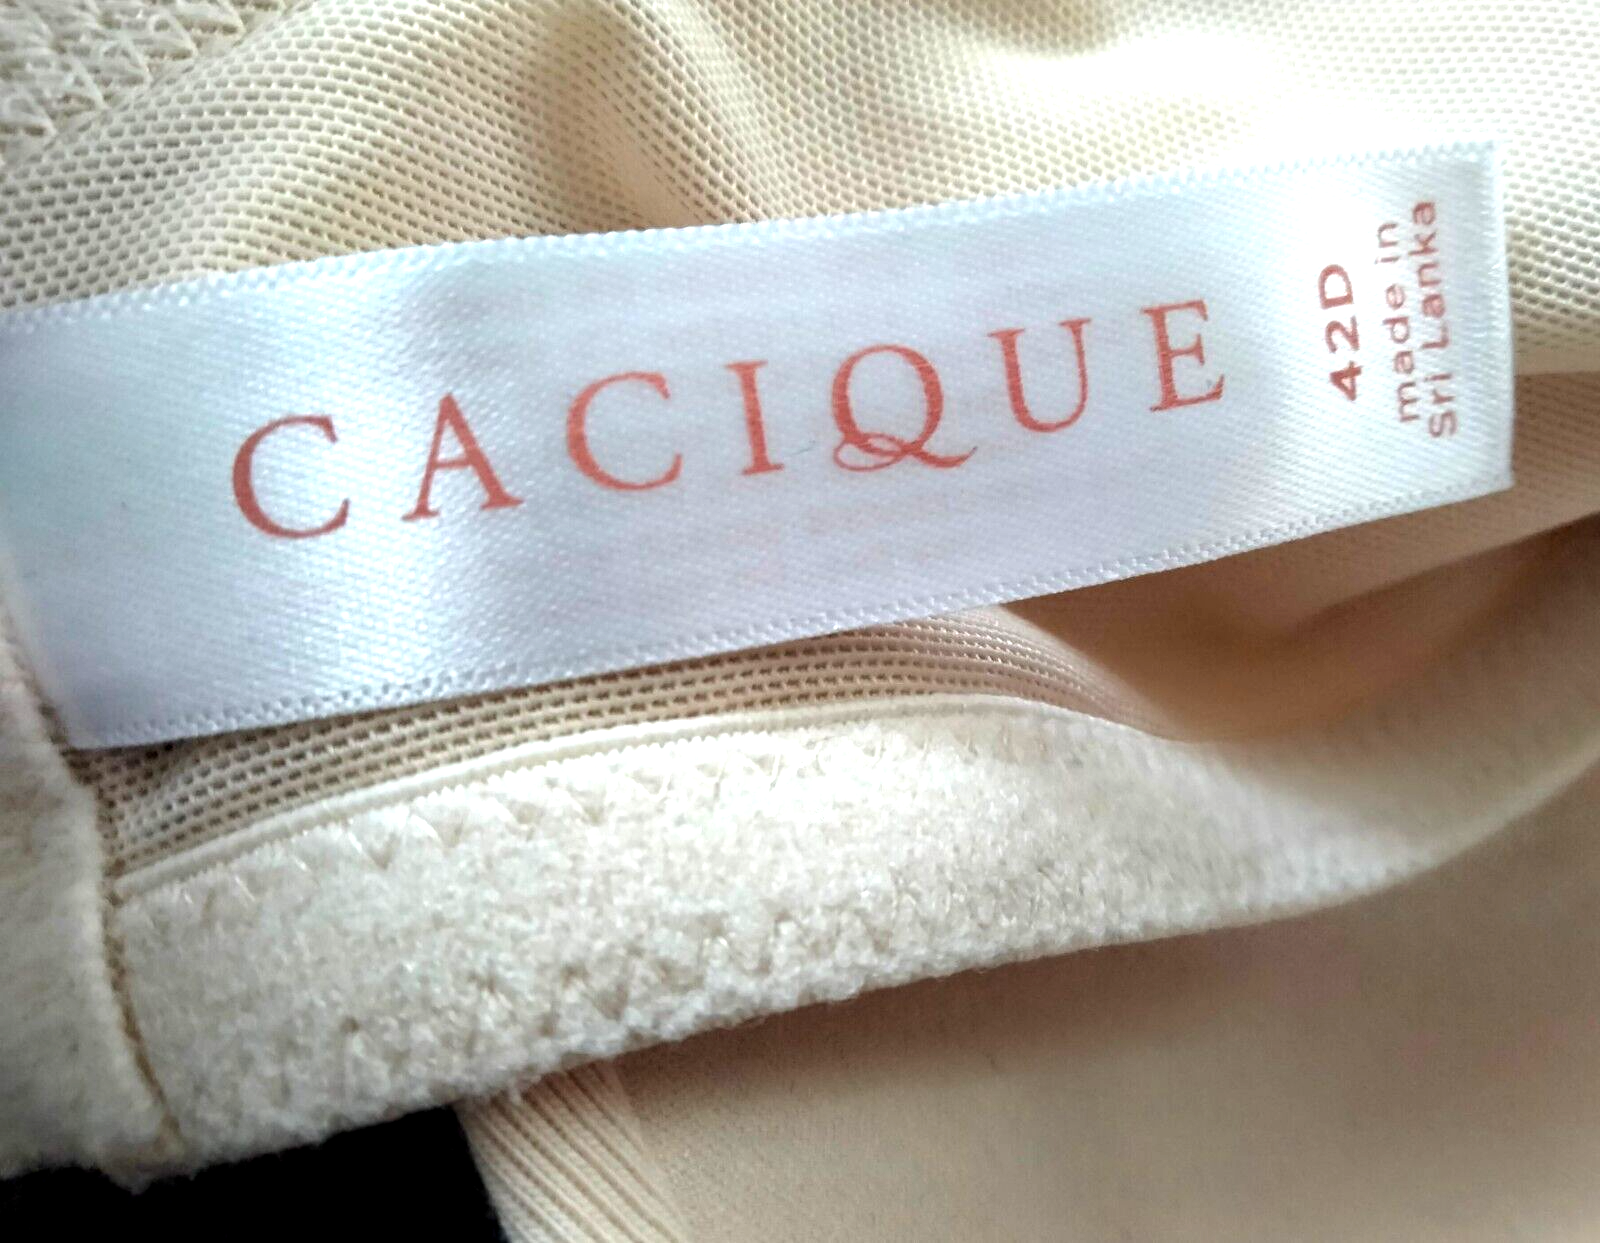 CACIQUE
42D
made in
Sri Lanka